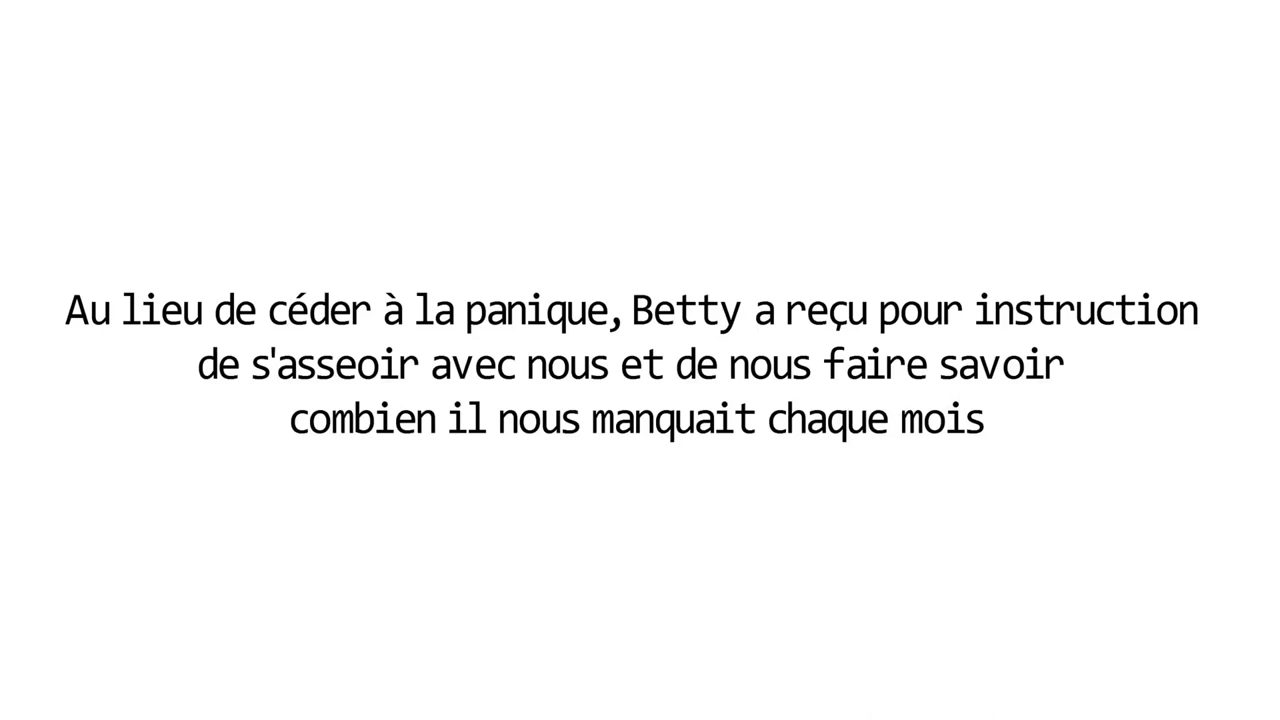 Au lieu de céder à la panique, Betty a reçu pour instruction
de s'asseoir avec nous et de nous faire savoir
combien il nous manquait chaque mois